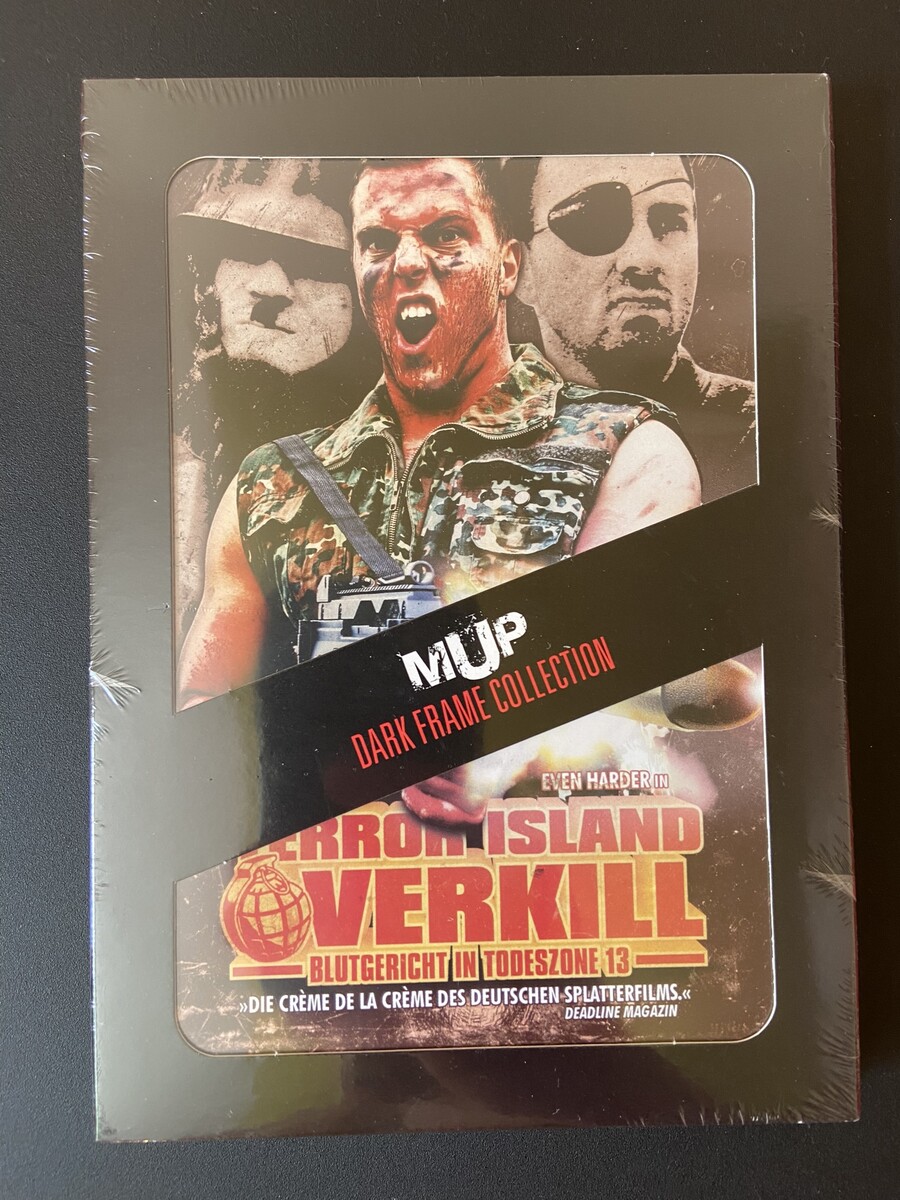 MUP
DARK FRAME COLLECTION
EVEN HARDER IN
ERROR ISLAND
VERKILL
BLUTGERICHT IN TODESZONE 13
»DIE CRÈME DE LA CRÈME DES DEUTSCHEN SPLATTERFILMS.«
DEADLINE MAGAZIN